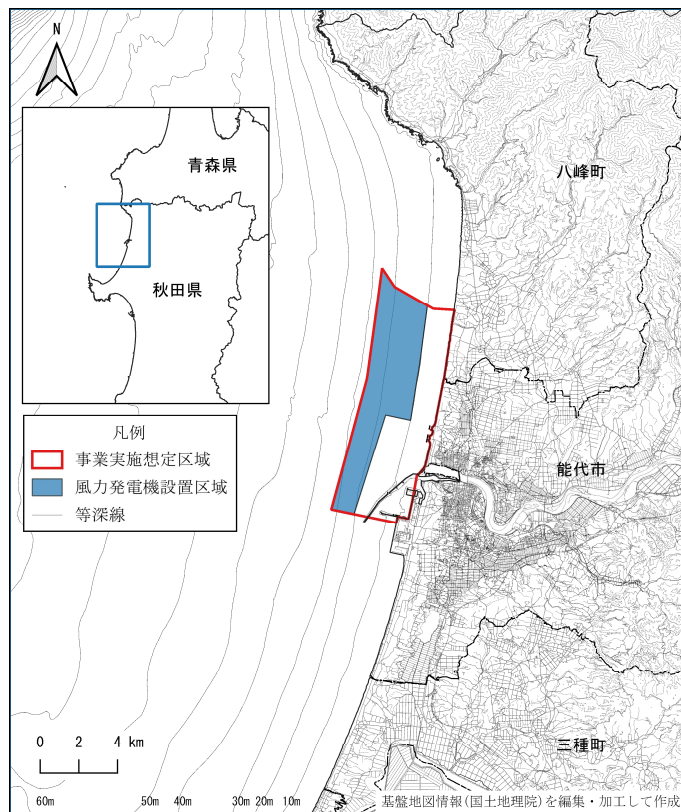 N
青森県
秋田県
八峰町
凡例
事業実施想定区域
風力発電機設置区域
等深線
能代市
三種町
0 2 4 km
60m 50m 40m 30m 20m 10m
基盤地図情報(国土地理院)を編集・加工して作成